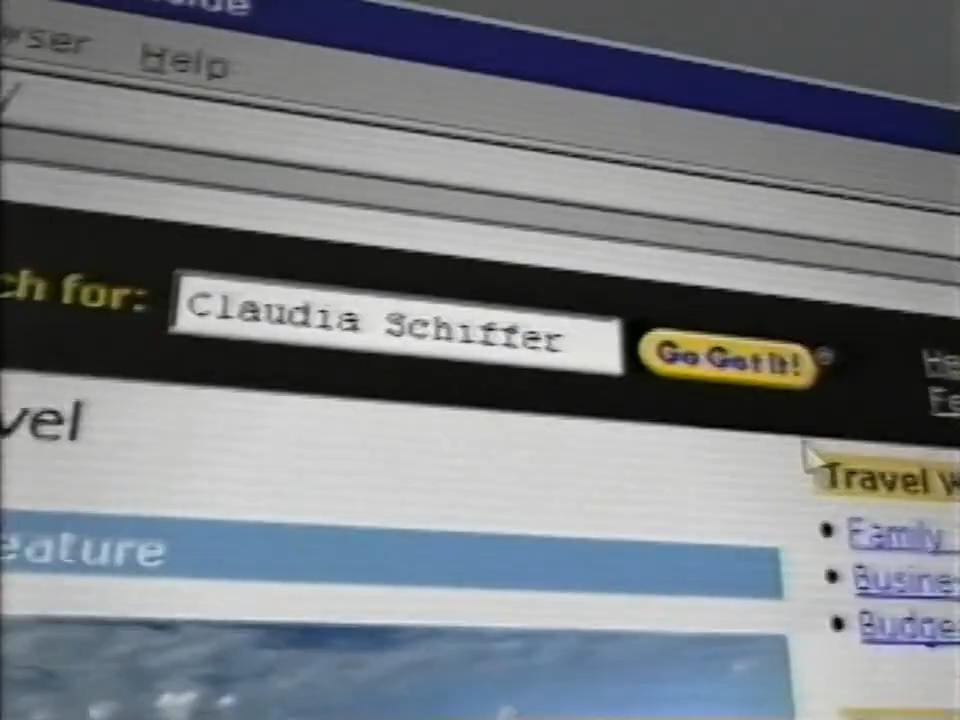 Help
ch for: Claudia Schiffer Go Get It!
vel
Travel
eature
Family
Busine
Budge